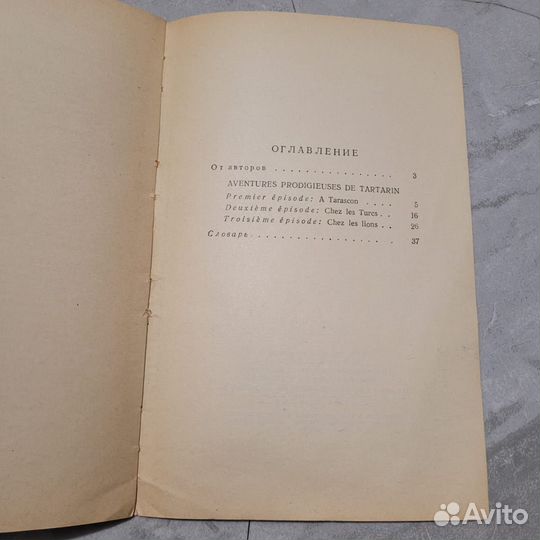 ОГЛАВЛЕНИЕ
От авторов . . . . . . . . . . . . . . . . 3
AVENTURES PRODIGIEUSES DE TARTARIN
Premier épisode: A Tarascon . . . . 5
Deuxième épisode: Chez les Turcs . . 16
Troisième épisode: Chez les lions . . 26
Словарь . . . . . . . . . . . . . . . . 37
Avito